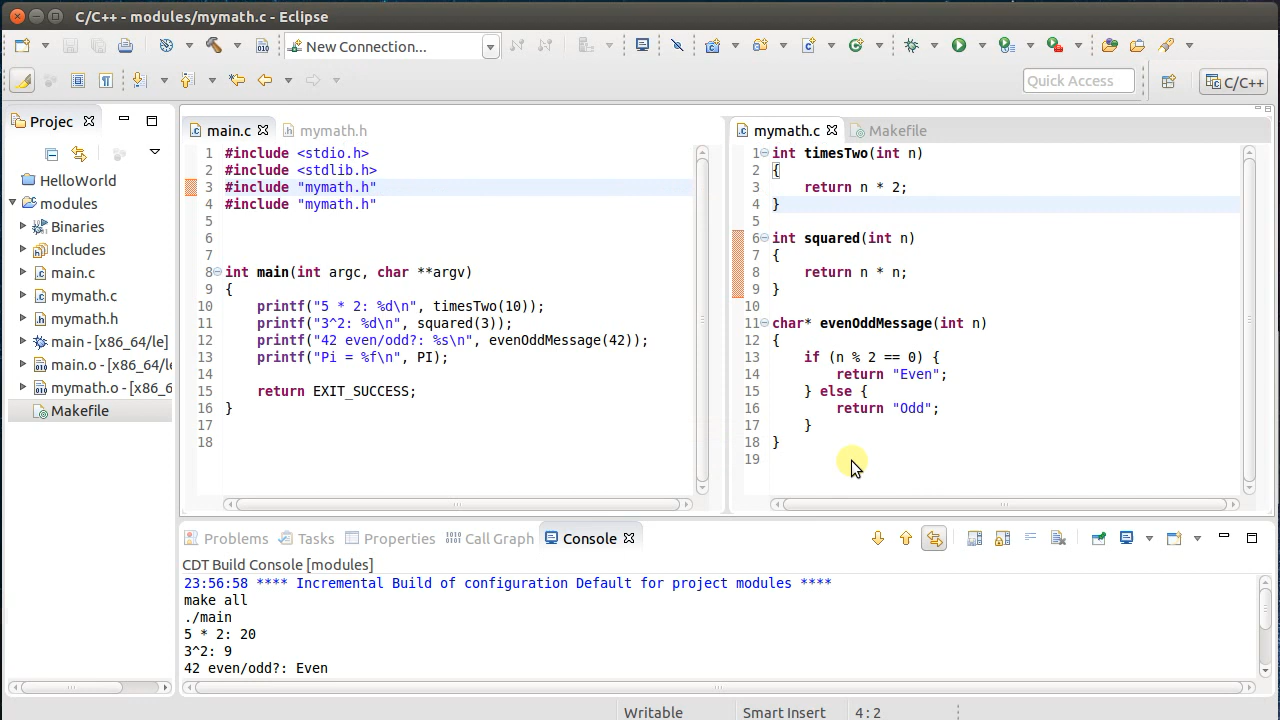 C/C++ - modules/mymath.c - Eclipse
New Connection...
Quick Access
C/C++
Projec
HelloWorld
modules
Binaries
Includes
main.c
mymath.c
mymath.h
main - [x86_64/le]
main.o - [x86_64/le
mymath.o - [x86_6
Makefile
main.c
mymath.h
1 #include <stdio.h>
2 #include <stdlib.h>
3 #include "mymath.h"
4 #include "mymath.h"
5
6
7
8 int main(int argc, char **argv)
9 {
10     printf("5 * 2: %d\n", timesTwo(10));
11     printf("3^2: %d\n", squared(3));
12     printf("42 even/odd?: %s\n", evenOddMessage(42));
13     printf("Pi = %f\n", PI);
14
15     return EXIT_SUCCESS;
16 }
17
18
mymath.c
Makefile
1 int timesTwo(int n)
2 {
3     return n * 2;
4 }
5
6 int squared(int n)
7 {
8     return n * n;
9 }
10
11 char* evenOddMessage(int n)
12 {
13     if (n % 2 == 0) {
14         return "Even";
15     } else {
16         return "Odd";
17     }
18 }
19
Problems
Tasks
Properties
Call Graph
Console
CDT Build Console [modules]
23:56:58 **** Incremental Build of configuration Default for project modules ****
make all
./main
5 * 2: 20
3^2: 9
42 even/odd?: Even
Writable
Smart Insert
4:2